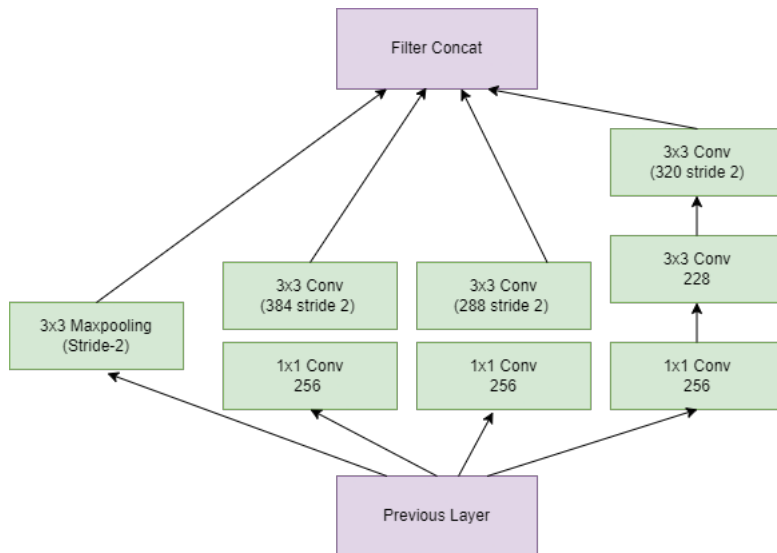 Filter Concat
3x3 Conv
(320 stride 2)
3x3 Conv
228
3x3 Conv
(384 stride 2)
3x3 Conv
(288 stride 2)
3x3 Maxpooling
(Stride-2)
1x1 Conv
256
1x1 Conv
256
1x1 Conv
256
Previous Layer